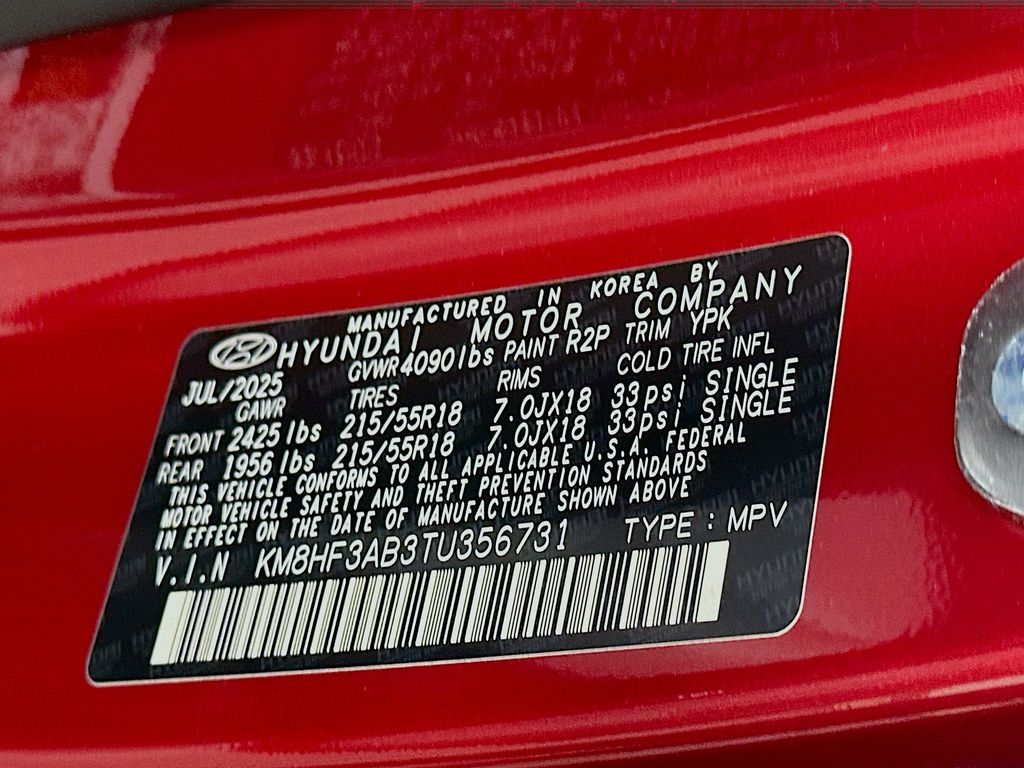 MANUFACTURED IN KOREA BY
HYUNDAI MOTOR COMPANY
JUL/2025 GVWR 4090lbs PAINT R2P TRIM YPK
GAWR TIRES RIMS COLD TIRE INFL
FRONT 2425 lbs 215/55R18 7.0JX18 33psi SINGLE
REAR 1956 lbs 215/55R18 7.0JX18 33psi SINGLE
THIS VEHICLE CONFORMS TO ALL APPLICABLE U.S.A. FEDERAL
MOTOR VEHICLE SAFETY AND THEFT PREVENTION STANDARDS
IN EFFECT ON THE DATE OF MANUFACTURE SHOWN ABOVE
V.I.N KM8HF3AB3TU356731 TYPE : MPV